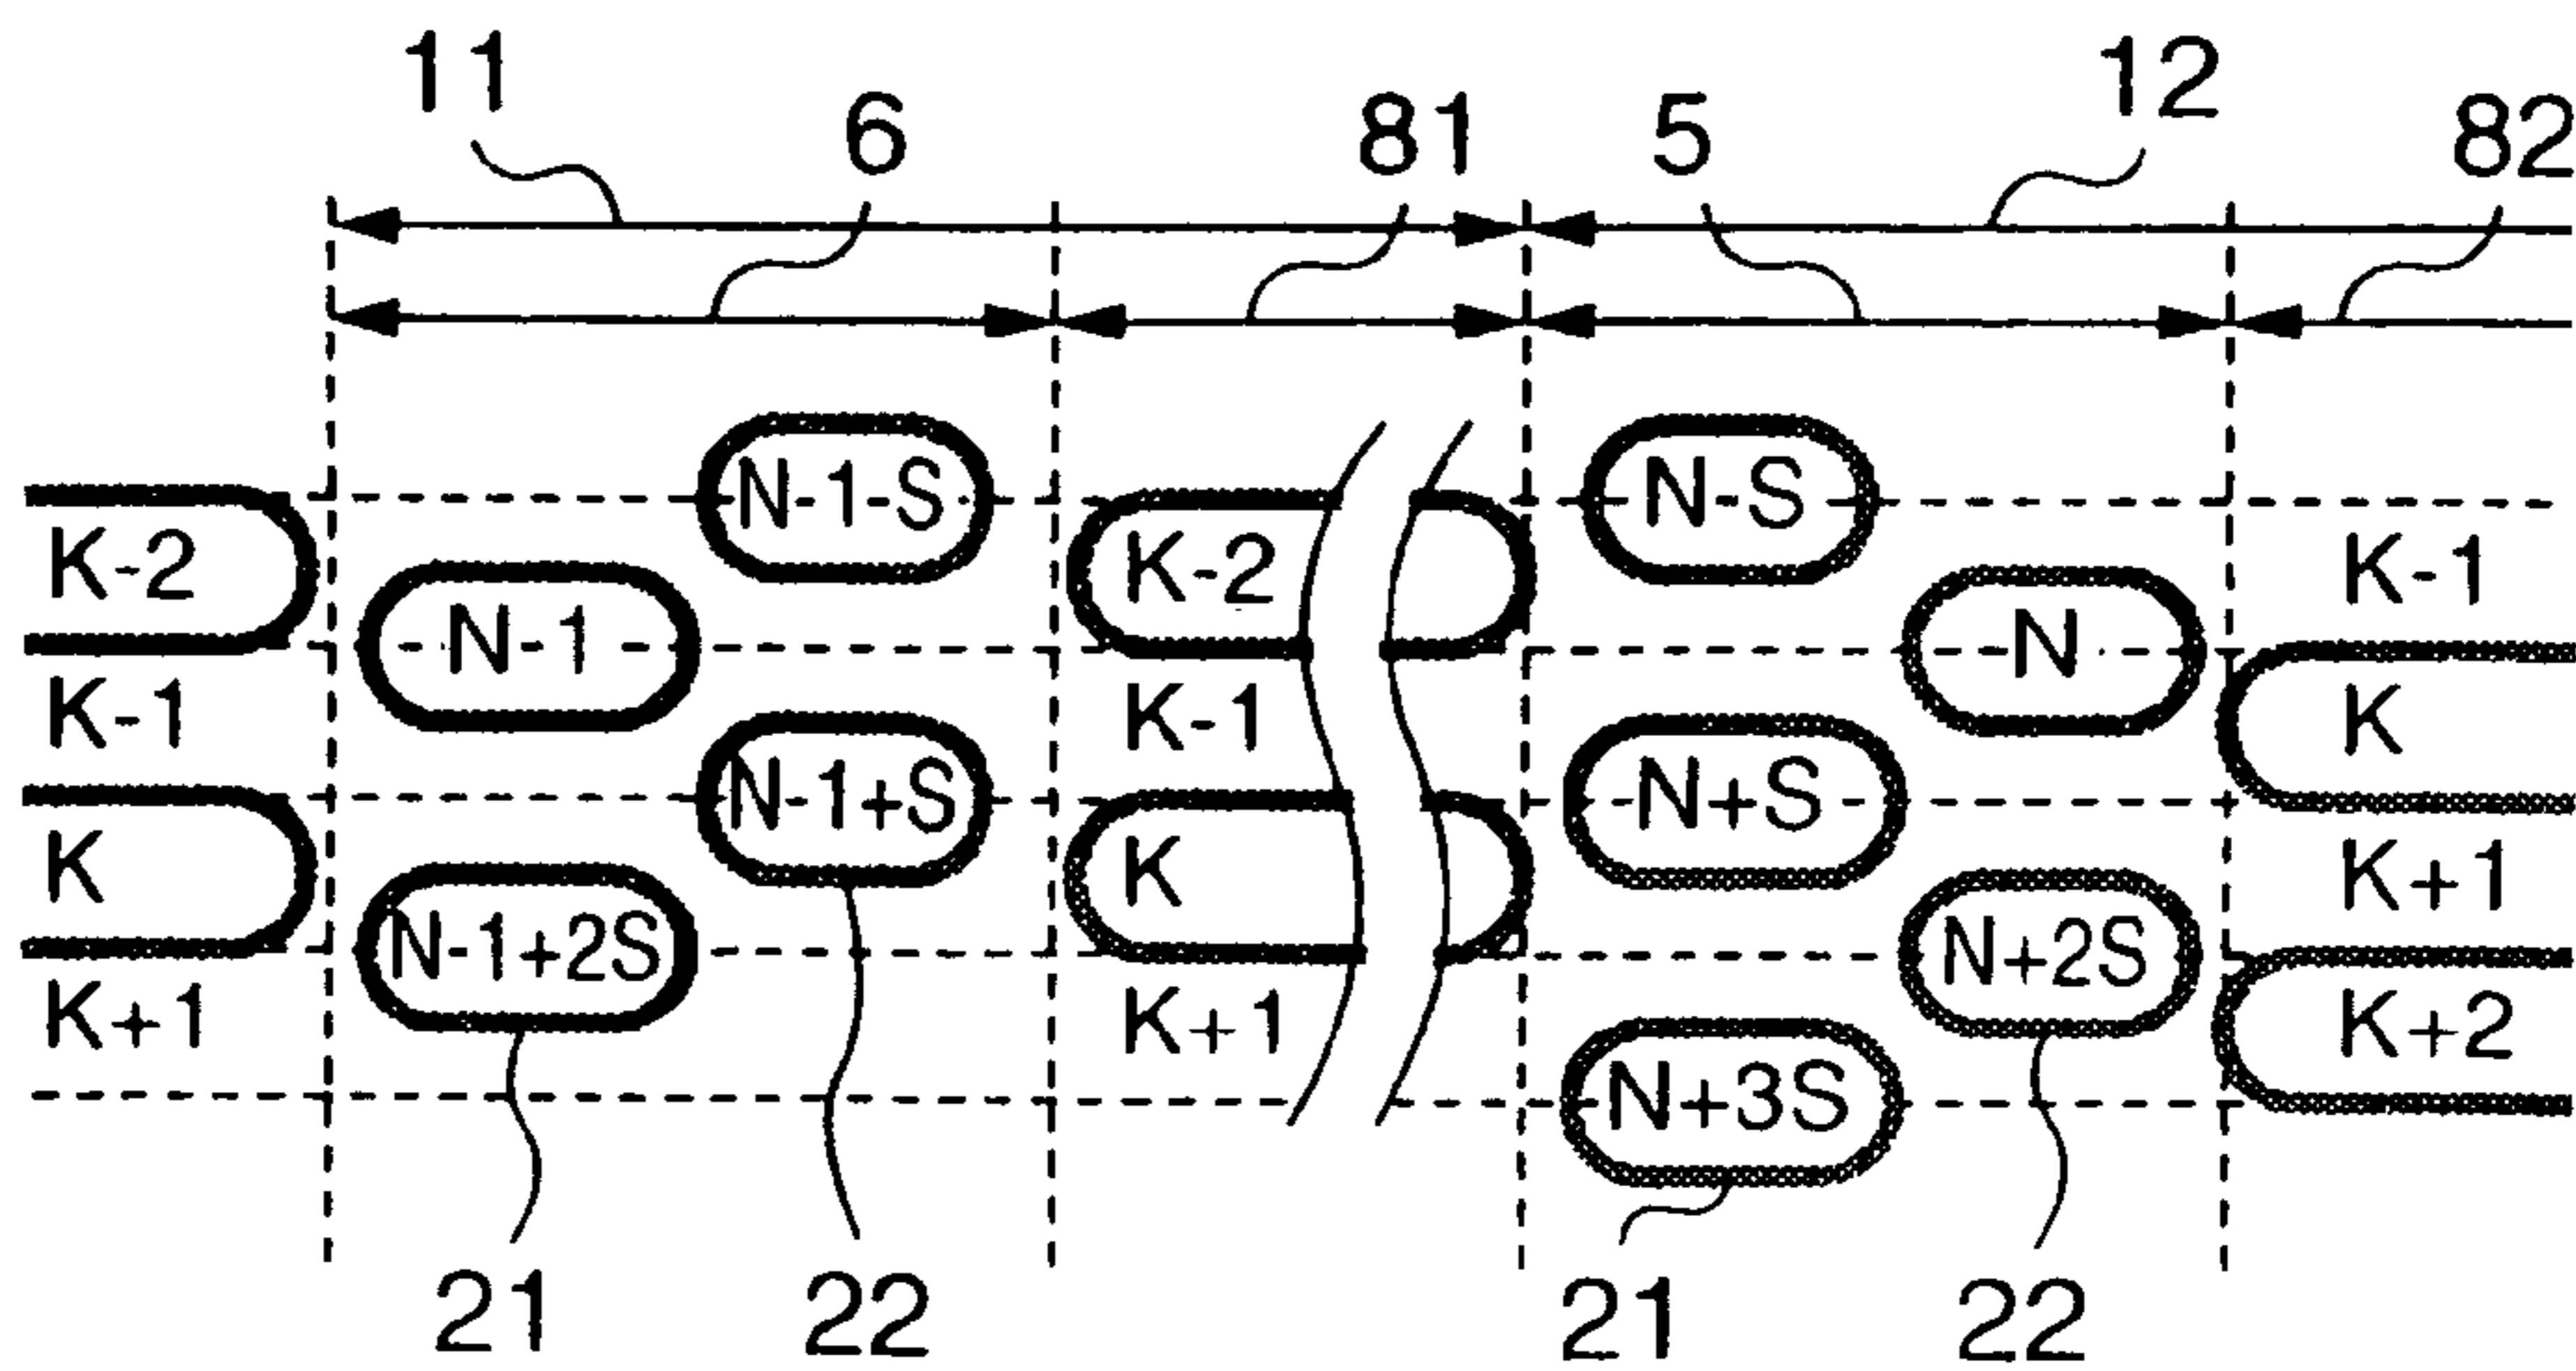 11 12
6 81 5 82
N-1-S N-S
K-2 K-2 K-1
N-1 N
K-1 K-1 K
N-1+S N+S
K K K+1
N-1+2S N+2S
K+1 K+1 K+2
N+3S
21 22 21 22